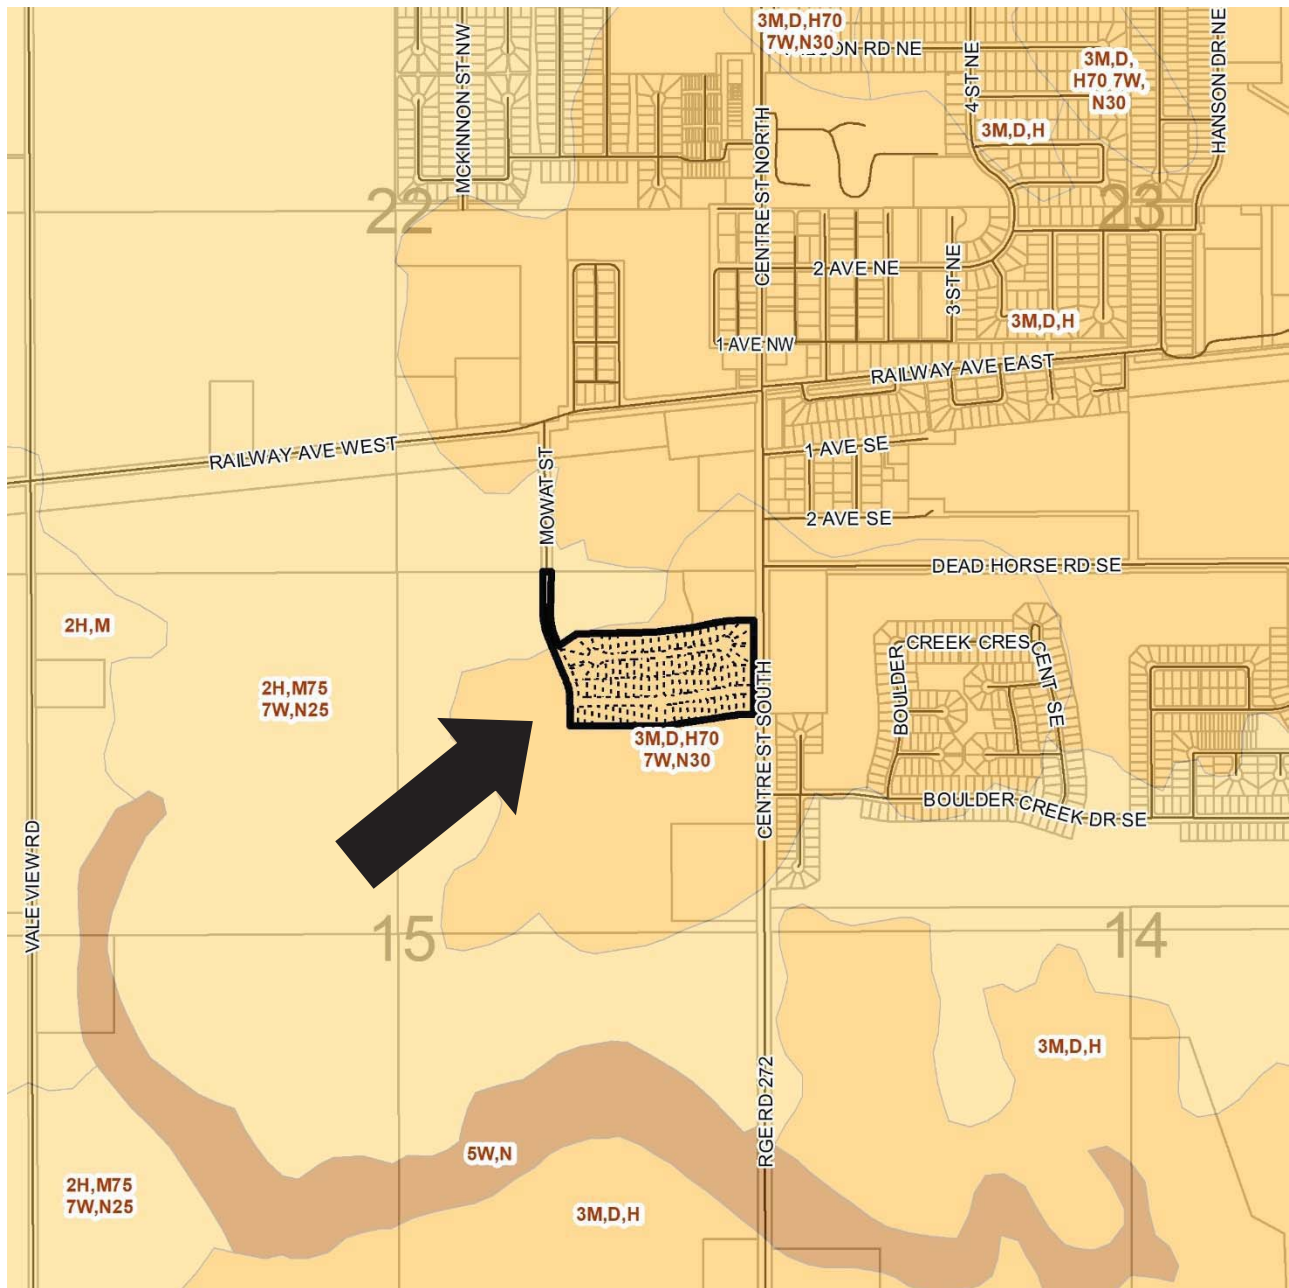 3M,D,H70
7W,N30
SON RD NE
4 ST NE
3M,D,
H70 7W,
N30
HANSON DR NE
MCKINNON ST NW
CENTRE ST NORTH
3M,D,H
22
23
2 AVE NE
3 ST NE
3M,D,H
1 AVE NW
RAILWAY AVE EAST
RAILWAY AVE WEST
1 AVE SE
MOWAT ST
2 AVE SE
DEAD HORSE RD SE
2H,M
BOULDER
CREEK CRES
CENT SE
2H,M75
7W,N25
CENTRE ST SOUTH
3M,D,H70
7W,N30
BOULDER CREEK DR SE
VALE VIEW RD
15
14
3M,D,H
RGE RD 272
5W,N
2H,M75
7W,N25
3M,D,H